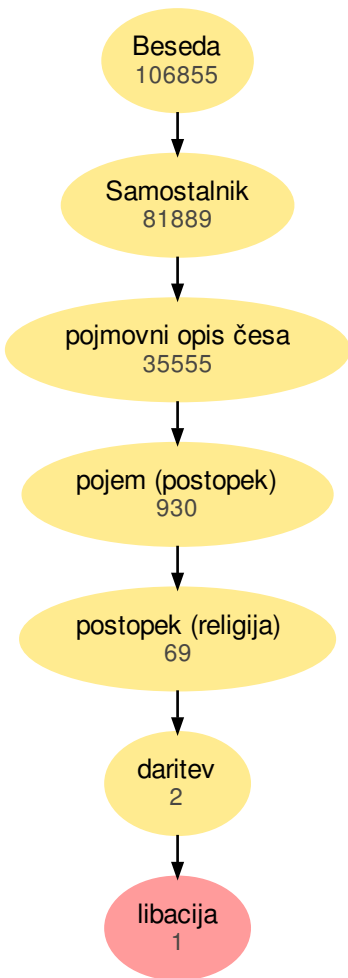 Beseda
106855
Samostalnik
81889
pojmovni opis česa
35555
pojem (postopek)
930
postopek (religija)
69
daritev
2
libacija
1